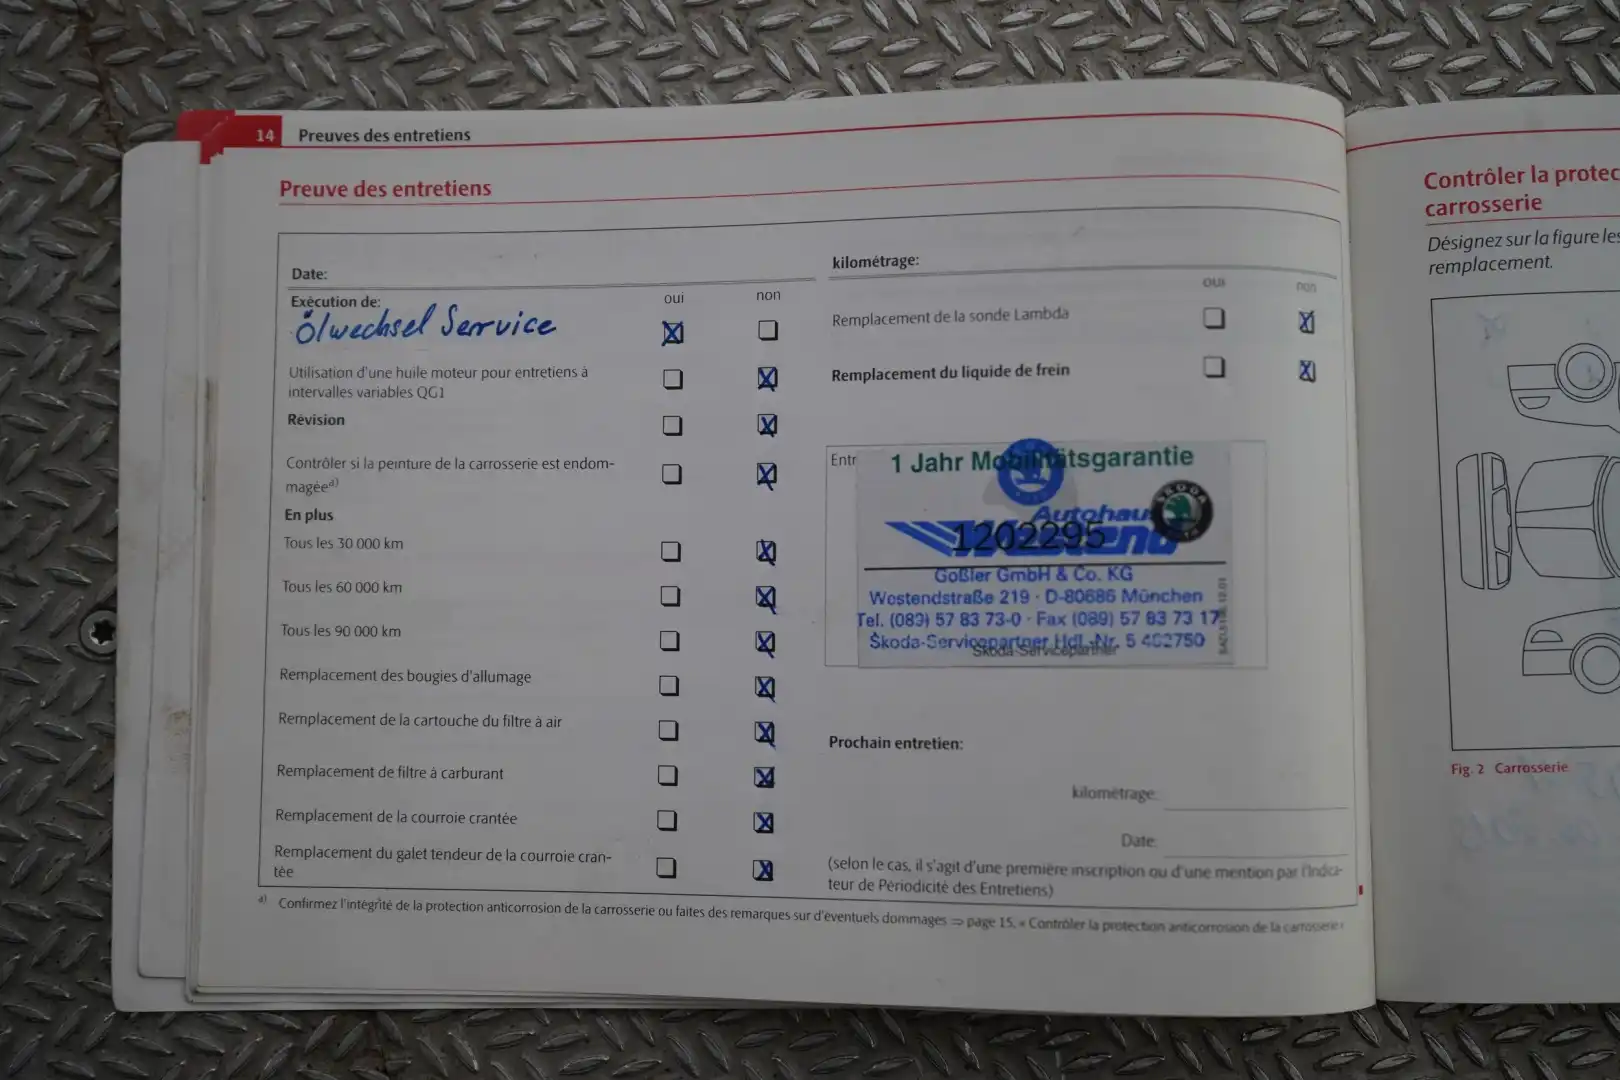 14 Preuves des entretiens
Preuve des entretiens
Date:
Exécution de: oui non
Ölwechsel Service
Utilisation d'une huile moteur pour entretiens à
intervalles variables QG1
Révision
Contrôler si la peinture de la carrosserie est endom-
magée a)
En plus
Tous les 30 000 km
Tous les 60 000 km
Tous les 90 000 km
Remplacement des bougies d'allumage
Remplacement de la cartouche du filtre à air
Remplacement de filtre à carburant
Remplacement de la courroie crantée
Remplacement du galet tendeur de la courroie cran-
tée
kilométrage:
oui non
Remplacement de la sonde Lambda
Remplacement du liquide de frein
Entr
1 Jahr Mobilitätsgarantie
ŠKODA
Autohaus
Westend
1202295
Goßler GmbH & Co. KG
Westendstraße 219 · D-80686 München
Tel. (089) 57 83 73-0 · Fax (089) 57 83 73 17
Škoda-Servicepartner Hdl.-Nr. 5 402750
Škoda-Servicepartner
Prochain entretien:
kilométrage:
Date:
(selon le cas, il s'agit d'une première inscription ou d'une mention par l'Indica-
teur de Périodicité des Entretiens)
a) Confirmez l'intégrité de la protection anticorrosion de la carrosserie ou faites des remarques sur d'éventuels dommages ⇒ page 15, « Contrôler la protection anticorrosion de la carrosserie »
Contrôler la protec
carrosserie
Désignez sur la figure les
remplacement.
Fig. 2 Carrosserie